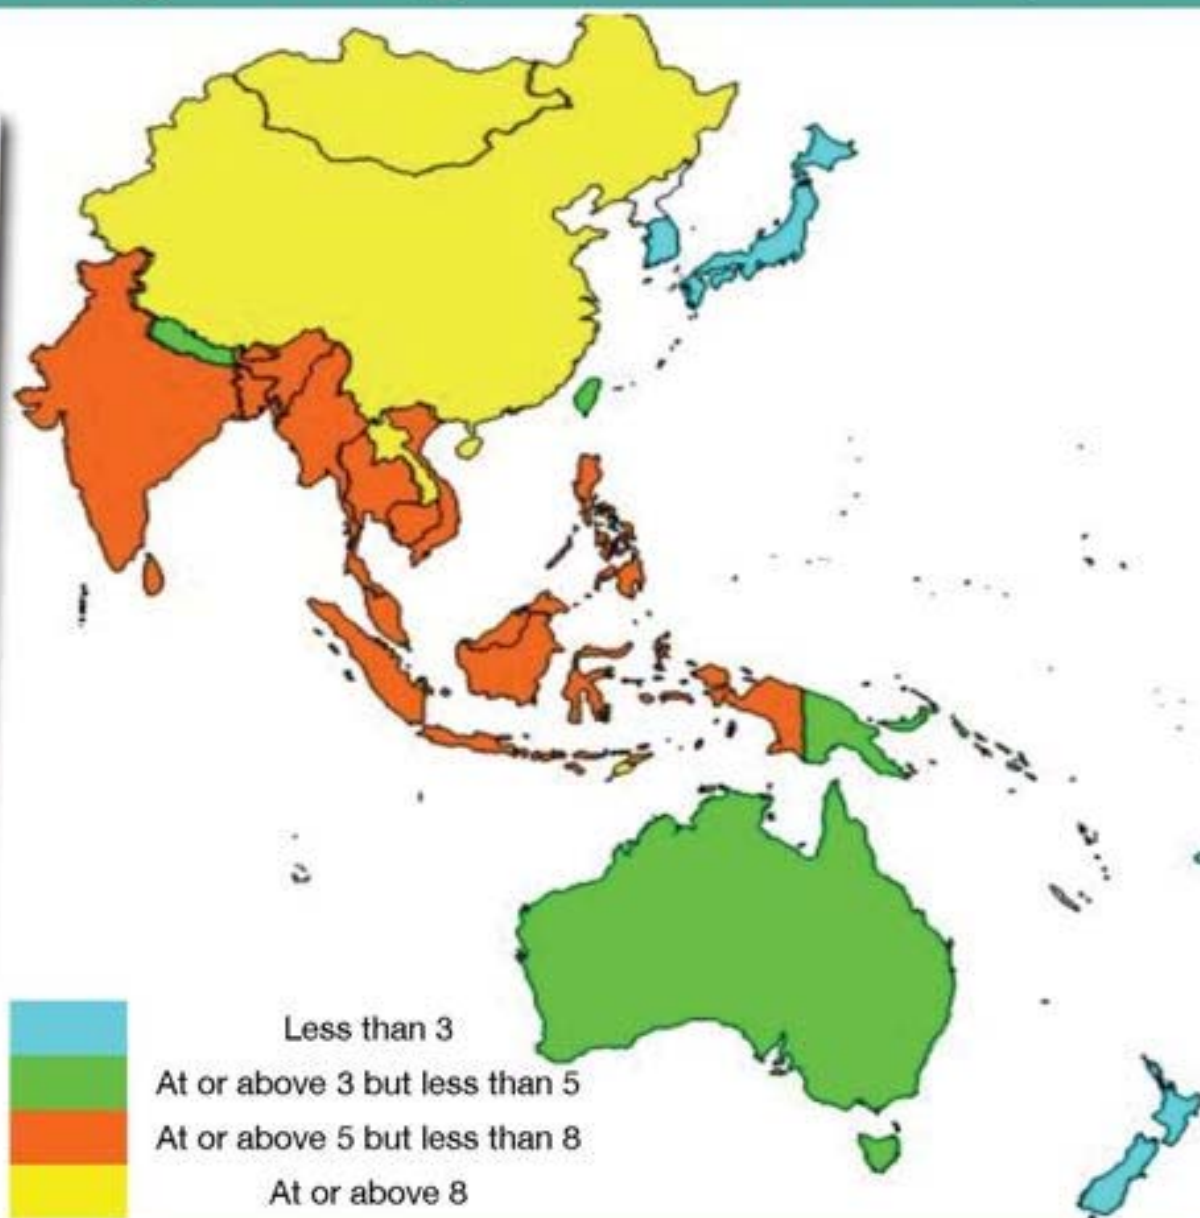 Less than 3
At or above 3 but less than 5
At or above 5 but less than 8
At or above 8